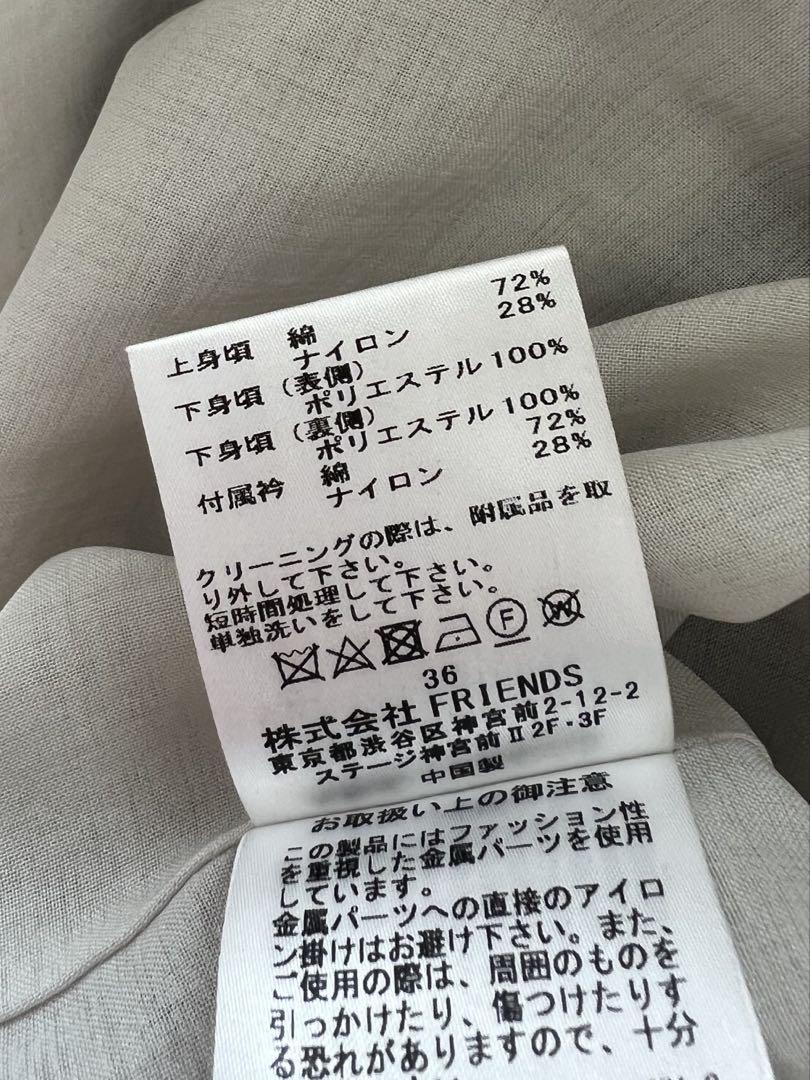 上身頃 綿 72%
ナイロン 28%
下身頃 (表側)
ポリエステル 100%
下身頃 (裏側)
ポリエステル 100%
付属衿 綿 72%
ナイロン 28%
クリーニングの際は、附属品を取
り外して下さい。
短時間処理して下さい。
単独洗いをして下さい。
F W
36
株式会社 FRIENDS
東京都渋谷区神宮前2-12-2
ステージ神宮前Ⅱ2F・3F
中国製
お取扱い上の御注意
この製品にはファッション性
を重視した金属パーツを使用
しています。
金属パーツへの直接のアイロ
ン掛けはお避け下さい。また、
ご使用の際は、周囲のものを
引っかけたり、傷つけたりす
る恐れがありますので、十分